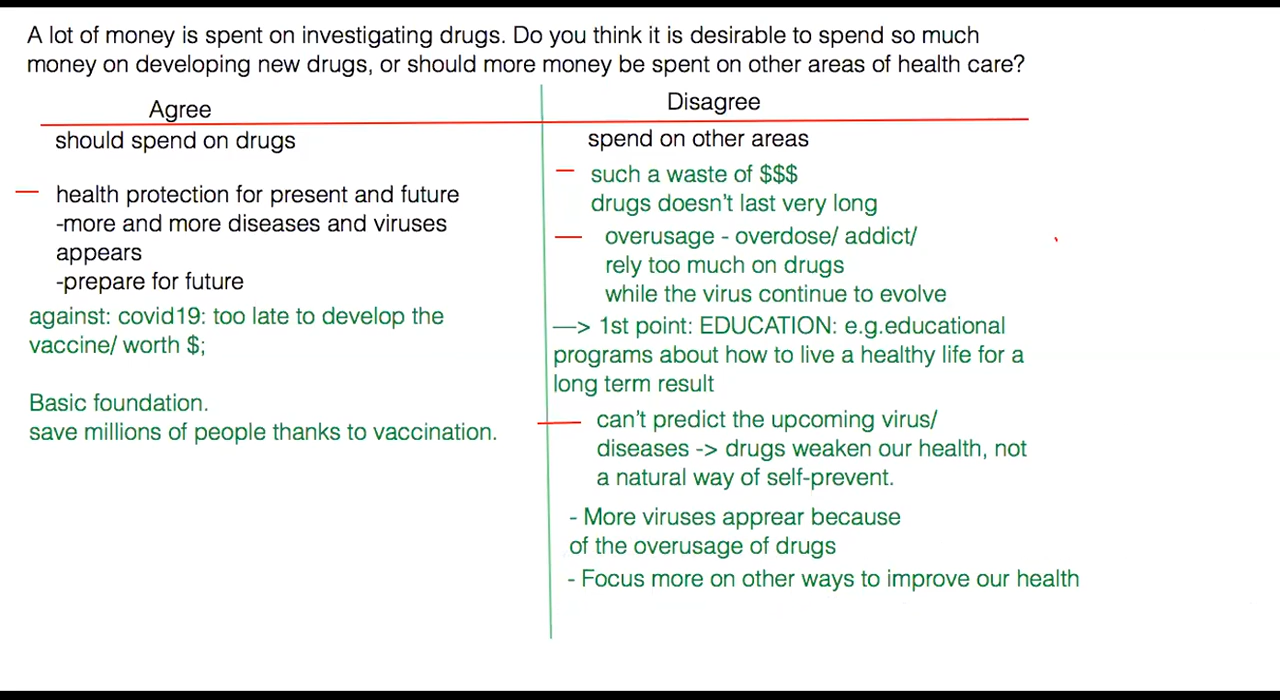 A lot of money is spent on investigating drugs. Do you think it is desirable to spend so much
money on developing new drugs, or should more money be spent on other areas of health care?
Agree
should spend on drugs
health protection for present and future
-more and more diseases and viruses
appears
-prepare for future
against: covid19: too late to develop the
vaccine/ worth $;
Basic foundation.
save millions of people thanks to vaccination.
Disagree
spend on other areas
such a waste of $$$
drugs doesn't last very long
overusage - overdose/ addict/
rely too much on drugs
while the virus continue to evolve
—> 1st point: EDUCATION: e.g.educational
programs about how to live a healthy life for a
long term result
can't predict the upcoming virus/
diseases -> drugs weaken our health, not
a natural way of self-prevent.
- More viruses apprear because
of the overusage of drugs
- Focus more on other ways to improve our health